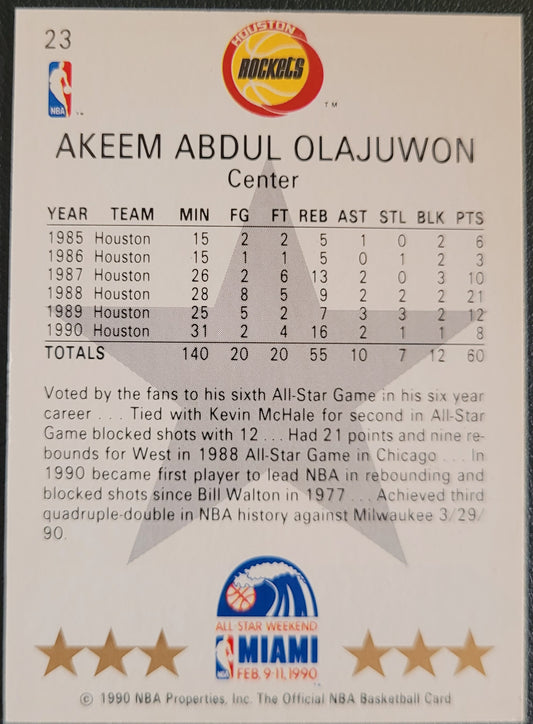 23
HOUSTON
ROCKETS
TM
NBA
AKEEM ABDUL OLAJUWON
Center
YEAR TEAM MIN FG FT REB AST STL BLK PTS
1985 Houston 15 2 2 5 1 0 2 6
1986 Houston 15 1 1 5 0 1 2 3
1987 Houston 26 2 6 13 2 0 3 10
1988 Houston 28 8 5 9 2 2 2 21
1989 Houston 25 5 2 7 3 3 2 12
1990 Houston 31 2 4 16 2 1 1 8
TOTALS 140 20 20 55 10 7 12 60
Voted by the fans to his sixth All-Star Game in his six year
career . . . Tied with Kevin McHale for second in All-Star
Game blocked shots with 12 . . . Had 21 points and nine re-
bounds for West in 1988 All-Star Game in Chicago . . . In
1990 became first player to lead NBA in rebounding and
blocked shots since Bill Walton in 1977 . . . Achieved third
quadruple-double in NBA history against Milwaukee 3/29/
90.
ALL-STAR WEEKEND
NBA
MIAMI
FEB. 9-11, 1990
© 1990 NBA Properties, Inc. The Official NBA Basketball Card